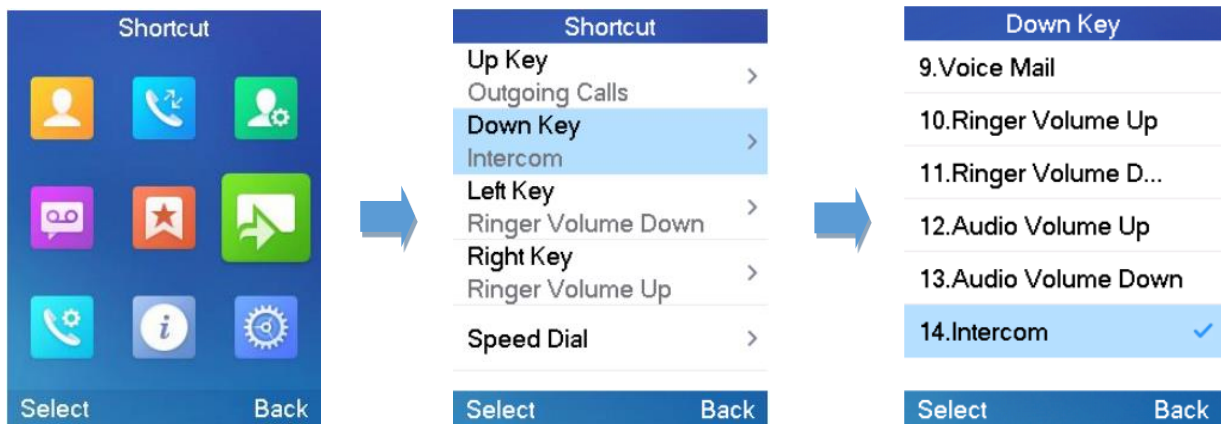 Shortcut
Select Back
Shortcut
Up Key
Outgoing Calls
Down Key
Intercom
Left Key
Ringer Volume Down
Right Key
Ringer Volume Up
Speed Dial
Select Back
Down Key
9.Voice Mail
10.Ringer Volume Up
11.Ringer Volume D...
12.Audio Volume Up
13.Audio Volume Down
14.Intercom
Select Back